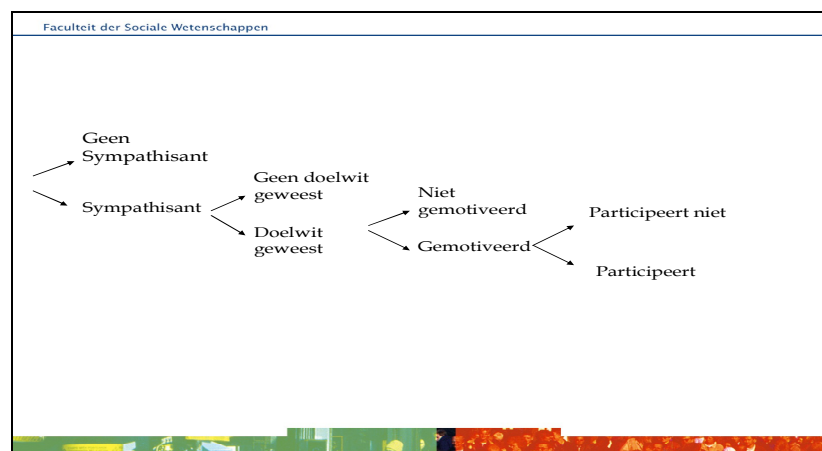 Faculteit der Sociale Wetenschappen
Geen
Sympathisant
Sympathisant
Geen doelwit
geweest
Doelwit
geweest
Niet
gemotiveerd
Gemotiveerd
Participeert niet
Participeert